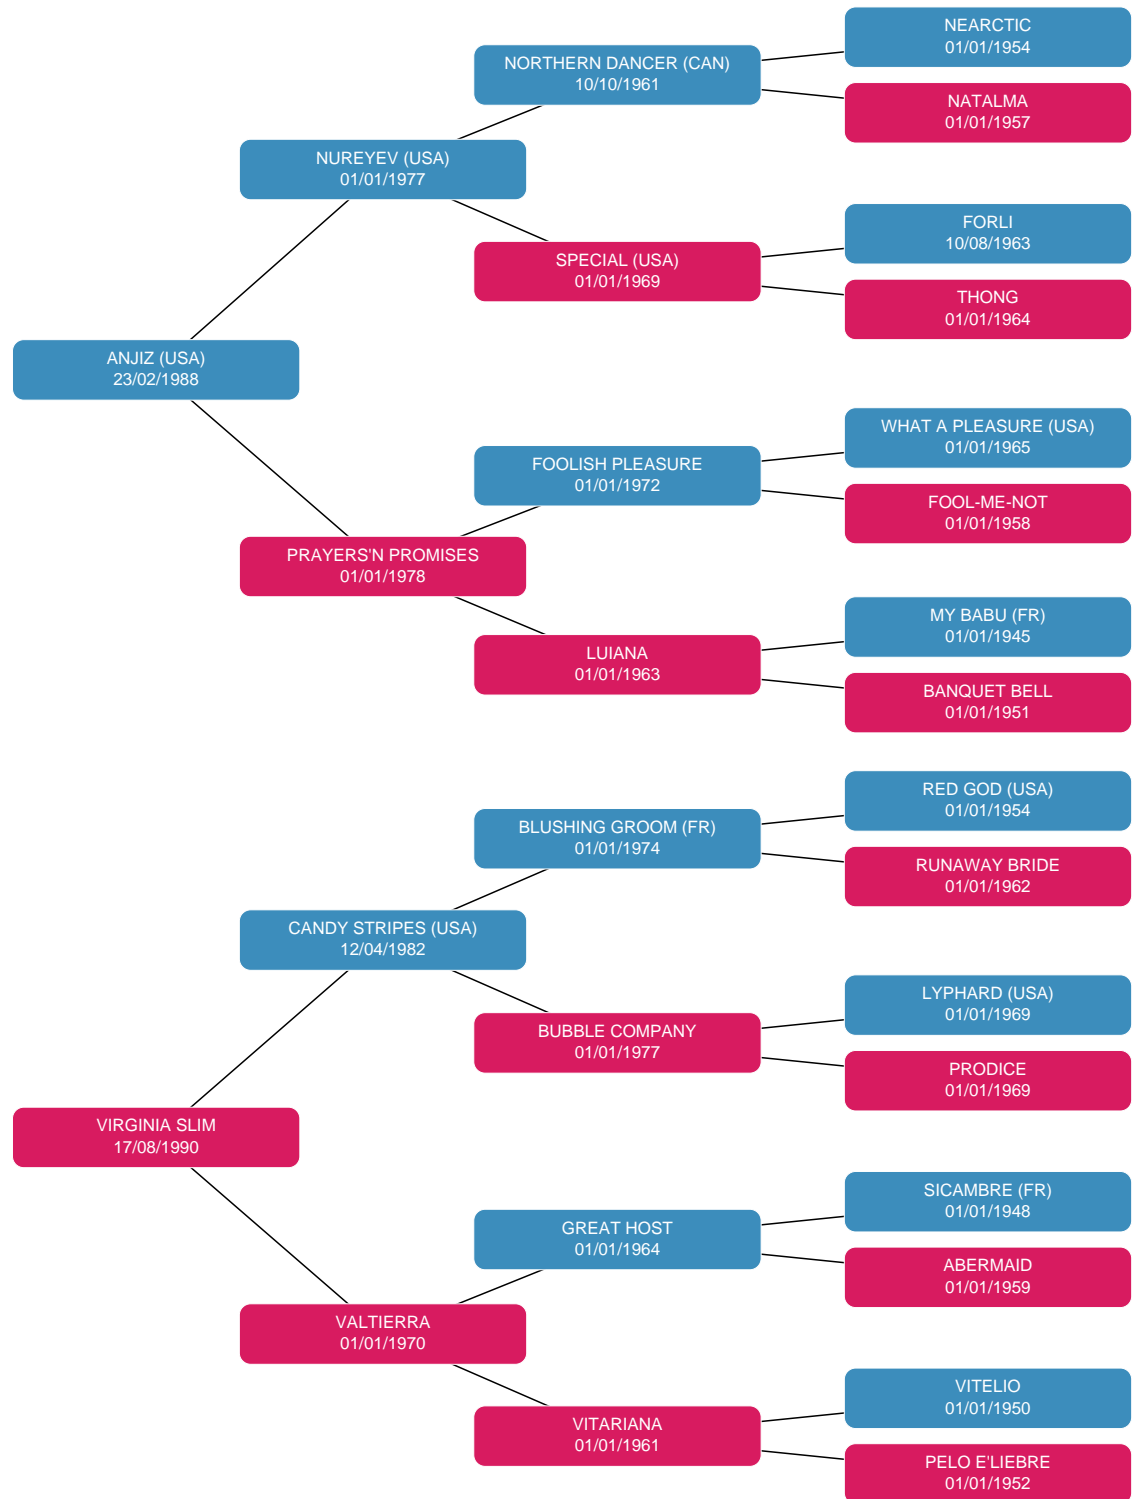 NEARCTIC
01/01/1954
NORTHERN DANCER (CAN)
10/10/1961
NATALMA
01/01/1957
NUREYEV (USA)
01/01/1977
FORLI
10/08/1963
SPECIAL (USA)
01/01/1969
THONG
01/01/1964
ANJIZ (USA)
23/02/1988
WHAT A PLEASURE (USA)
01/01/1965
FOOLISH PLEASURE
01/01/1972
FOOL-ME-NOT
01/01/1958
PRAYERS'N PROMISES
01/01/1978
MY BABU (FR)
01/01/1945
LUIANA
01/01/1963
BANQUET BELL
01/01/1951
RED GOD (USA)
01/01/1954
BLUSHING GROOM (FR)
01/01/1974
RUNAWAY BRIDE
01/01/1962
CANDY STRIPES (USA)
12/04/1982
LYPHARD (USA)
01/01/1969
BUBBLE COMPANY
01/01/1977
PRODICE
01/01/1969
VIRGINIA SLIM
17/08/1990
SICAMBRE (FR)
01/01/1948
GREAT HOST
01/01/1964
ABERMAID
01/01/1959
VALTIERRA
01/01/1970
VITELIO
01/01/1950
VITARIANA
01/01/1961
PELO E'LIEBRE
01/01/1952